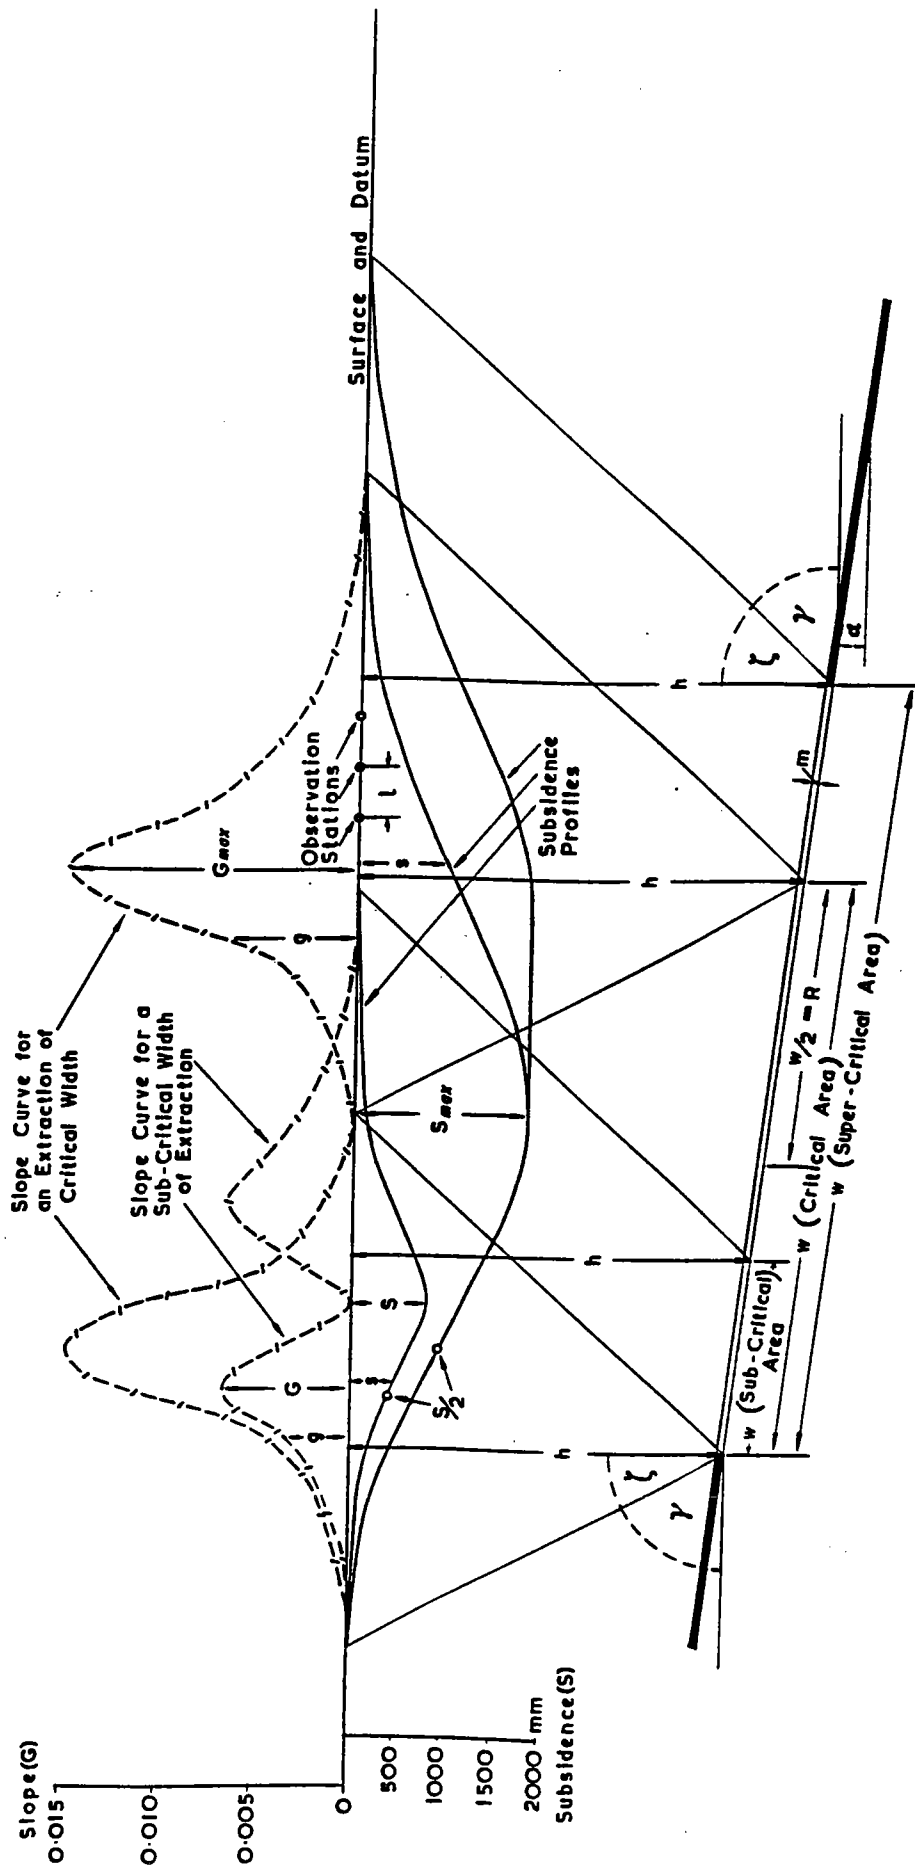 Slope(G)
0·015
0·010
0·005
0
500
1000
1500
2000
mm
Subsidence(S)
Slope Curve for
an Extraction of
Critical Width
Slope Curve for a
Sub-Critical Width
of Extraction
g
G
s
S
S/2
Smax
g
Gmax
Observation
Stations
l
s
Subsidence
Profiles
Surface and Datum
h
h
h
h
ζ
γ
ζ
γ
α
m
w (Sub-Critical)
Area
w/2 = R
w (Critical Area)
w (Super-Critical Area)